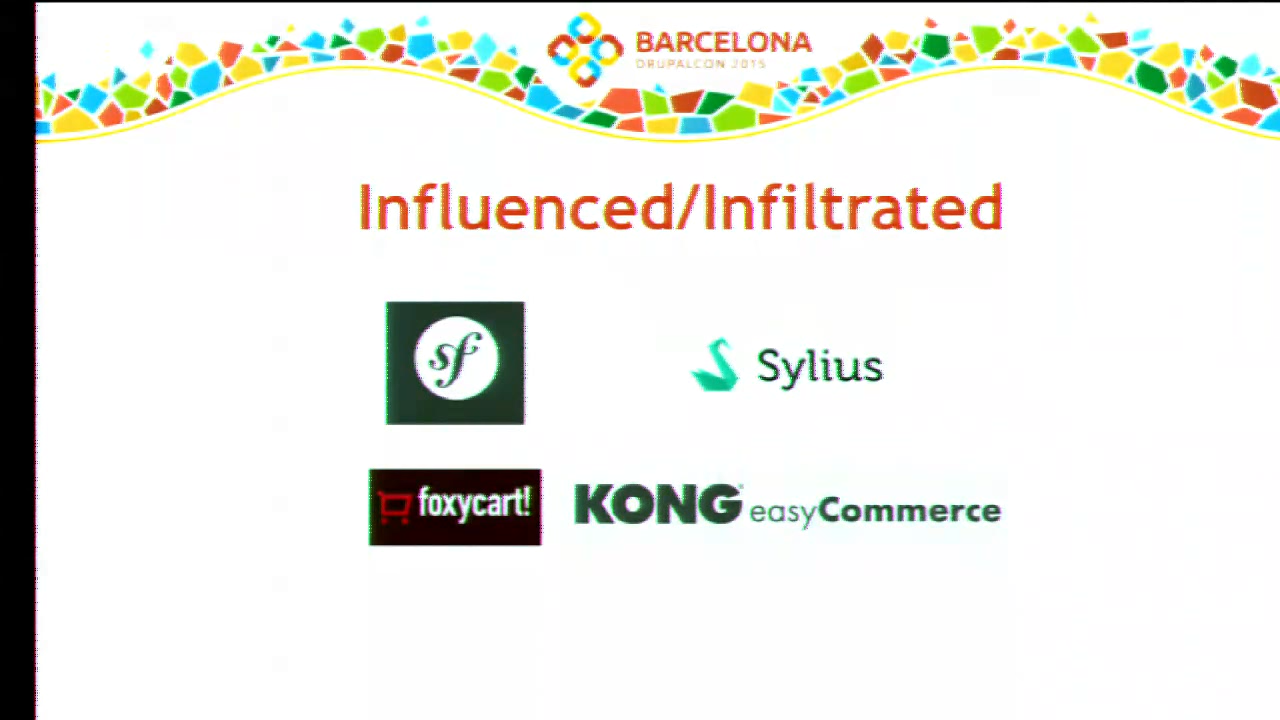 BARCELONA
DRUPALCON 2015
Influenced/Infiltrated
sf
Sylius
foxycart!
KONG easyCommerce